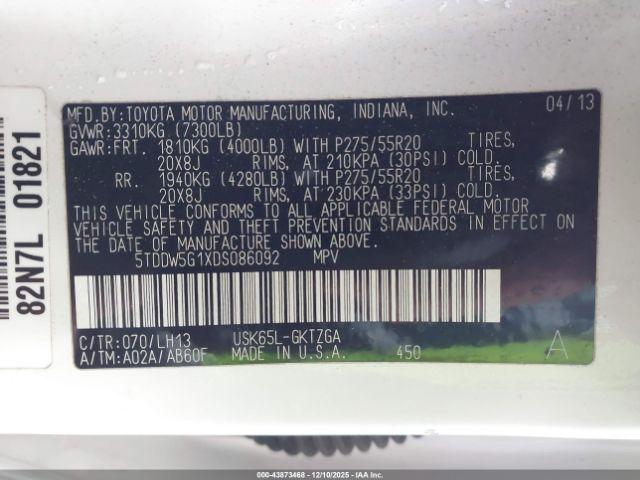 MFD.BY:TOYOTA MOTOR MANUFACTURING, INDIANA, INC. 04/13
GVWR:3310KG (7300LB)
GAWR:FRT. 1810KG (4000LB) WITH P275/55R20 TIRES,
20X8J RIMS, AT 210KPA (30PSI) COLD.
RR. 1940KG (4280LB) WITH P275/55R20 TIRES,
20X8J RIMS, AT 230KPA (33PSI) COLD.
THIS VEHICLE CONFORMS TO ALL APPLICABLE FEDERAL MOTOR
VEHICLE SAFETY AND THEFT PREVENTION STANDARDS IN EFFECT ON
THE DATE OF MANUFACTURE SHOWN ABOVE.
5TDDW5G1XDS086092 MPV
C/TR:070/LH13 USK65L-GKTZGA
A/TM:A02A/AB60F MADE IN U.S.A. 450 A
82N7L 01821
000-43873468 - 12/10/2025 - IAAI Inc.